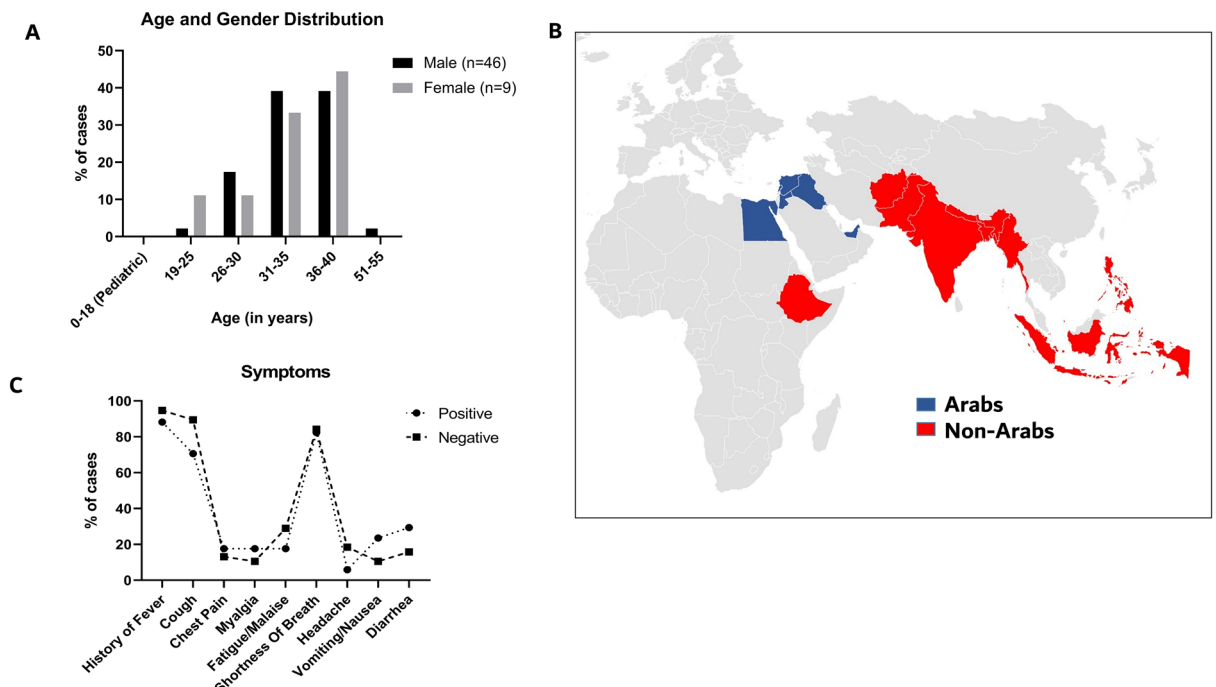 A
Age and Gender Distribution
% of cases
50
40
30
20
10
0
Male (n=46)
Female (n=9)
0-18 (Pediatric)
19-25
26-30
31-35
36-40
51-55
Age (in years)
B
Arabs
Non-Arabs
C
Symptoms
% of cases
100
80
60
40
20
0
Positive
Negative
History of Fever
Cough
Chest Pain
Myalgia
Fatigue/Malaise
Shortness Of Breath
Headache
Vomiting/Nausea
Diarrhea